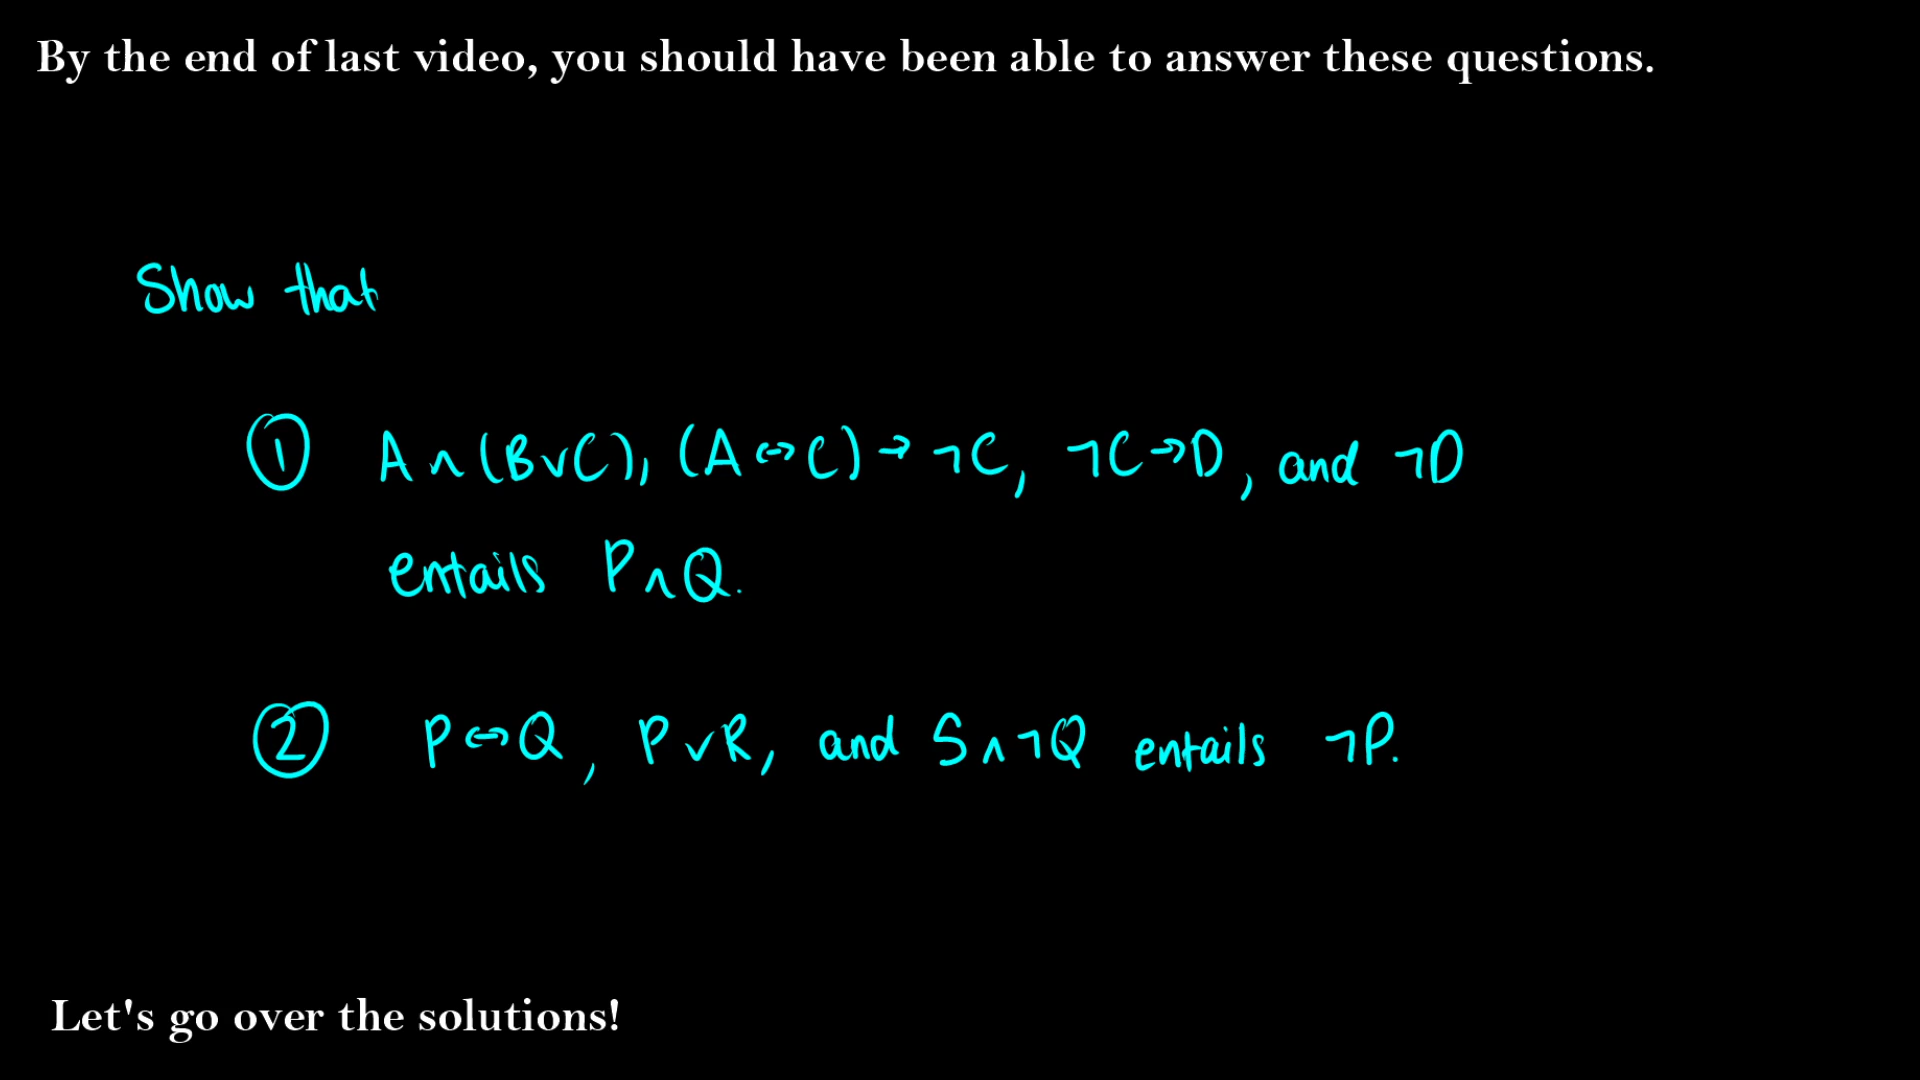 By the end of last video, you should have been able to answer these questions.
Show that
① A ∧ (B ∨ C), (A ↔ C) → ¬C, ¬C → D, and ¬D
entails P ∧ Q.
② P ↔ Q, P ∨ R, and S ∧ ¬Q entails ¬P.
Let's go over the solutions!